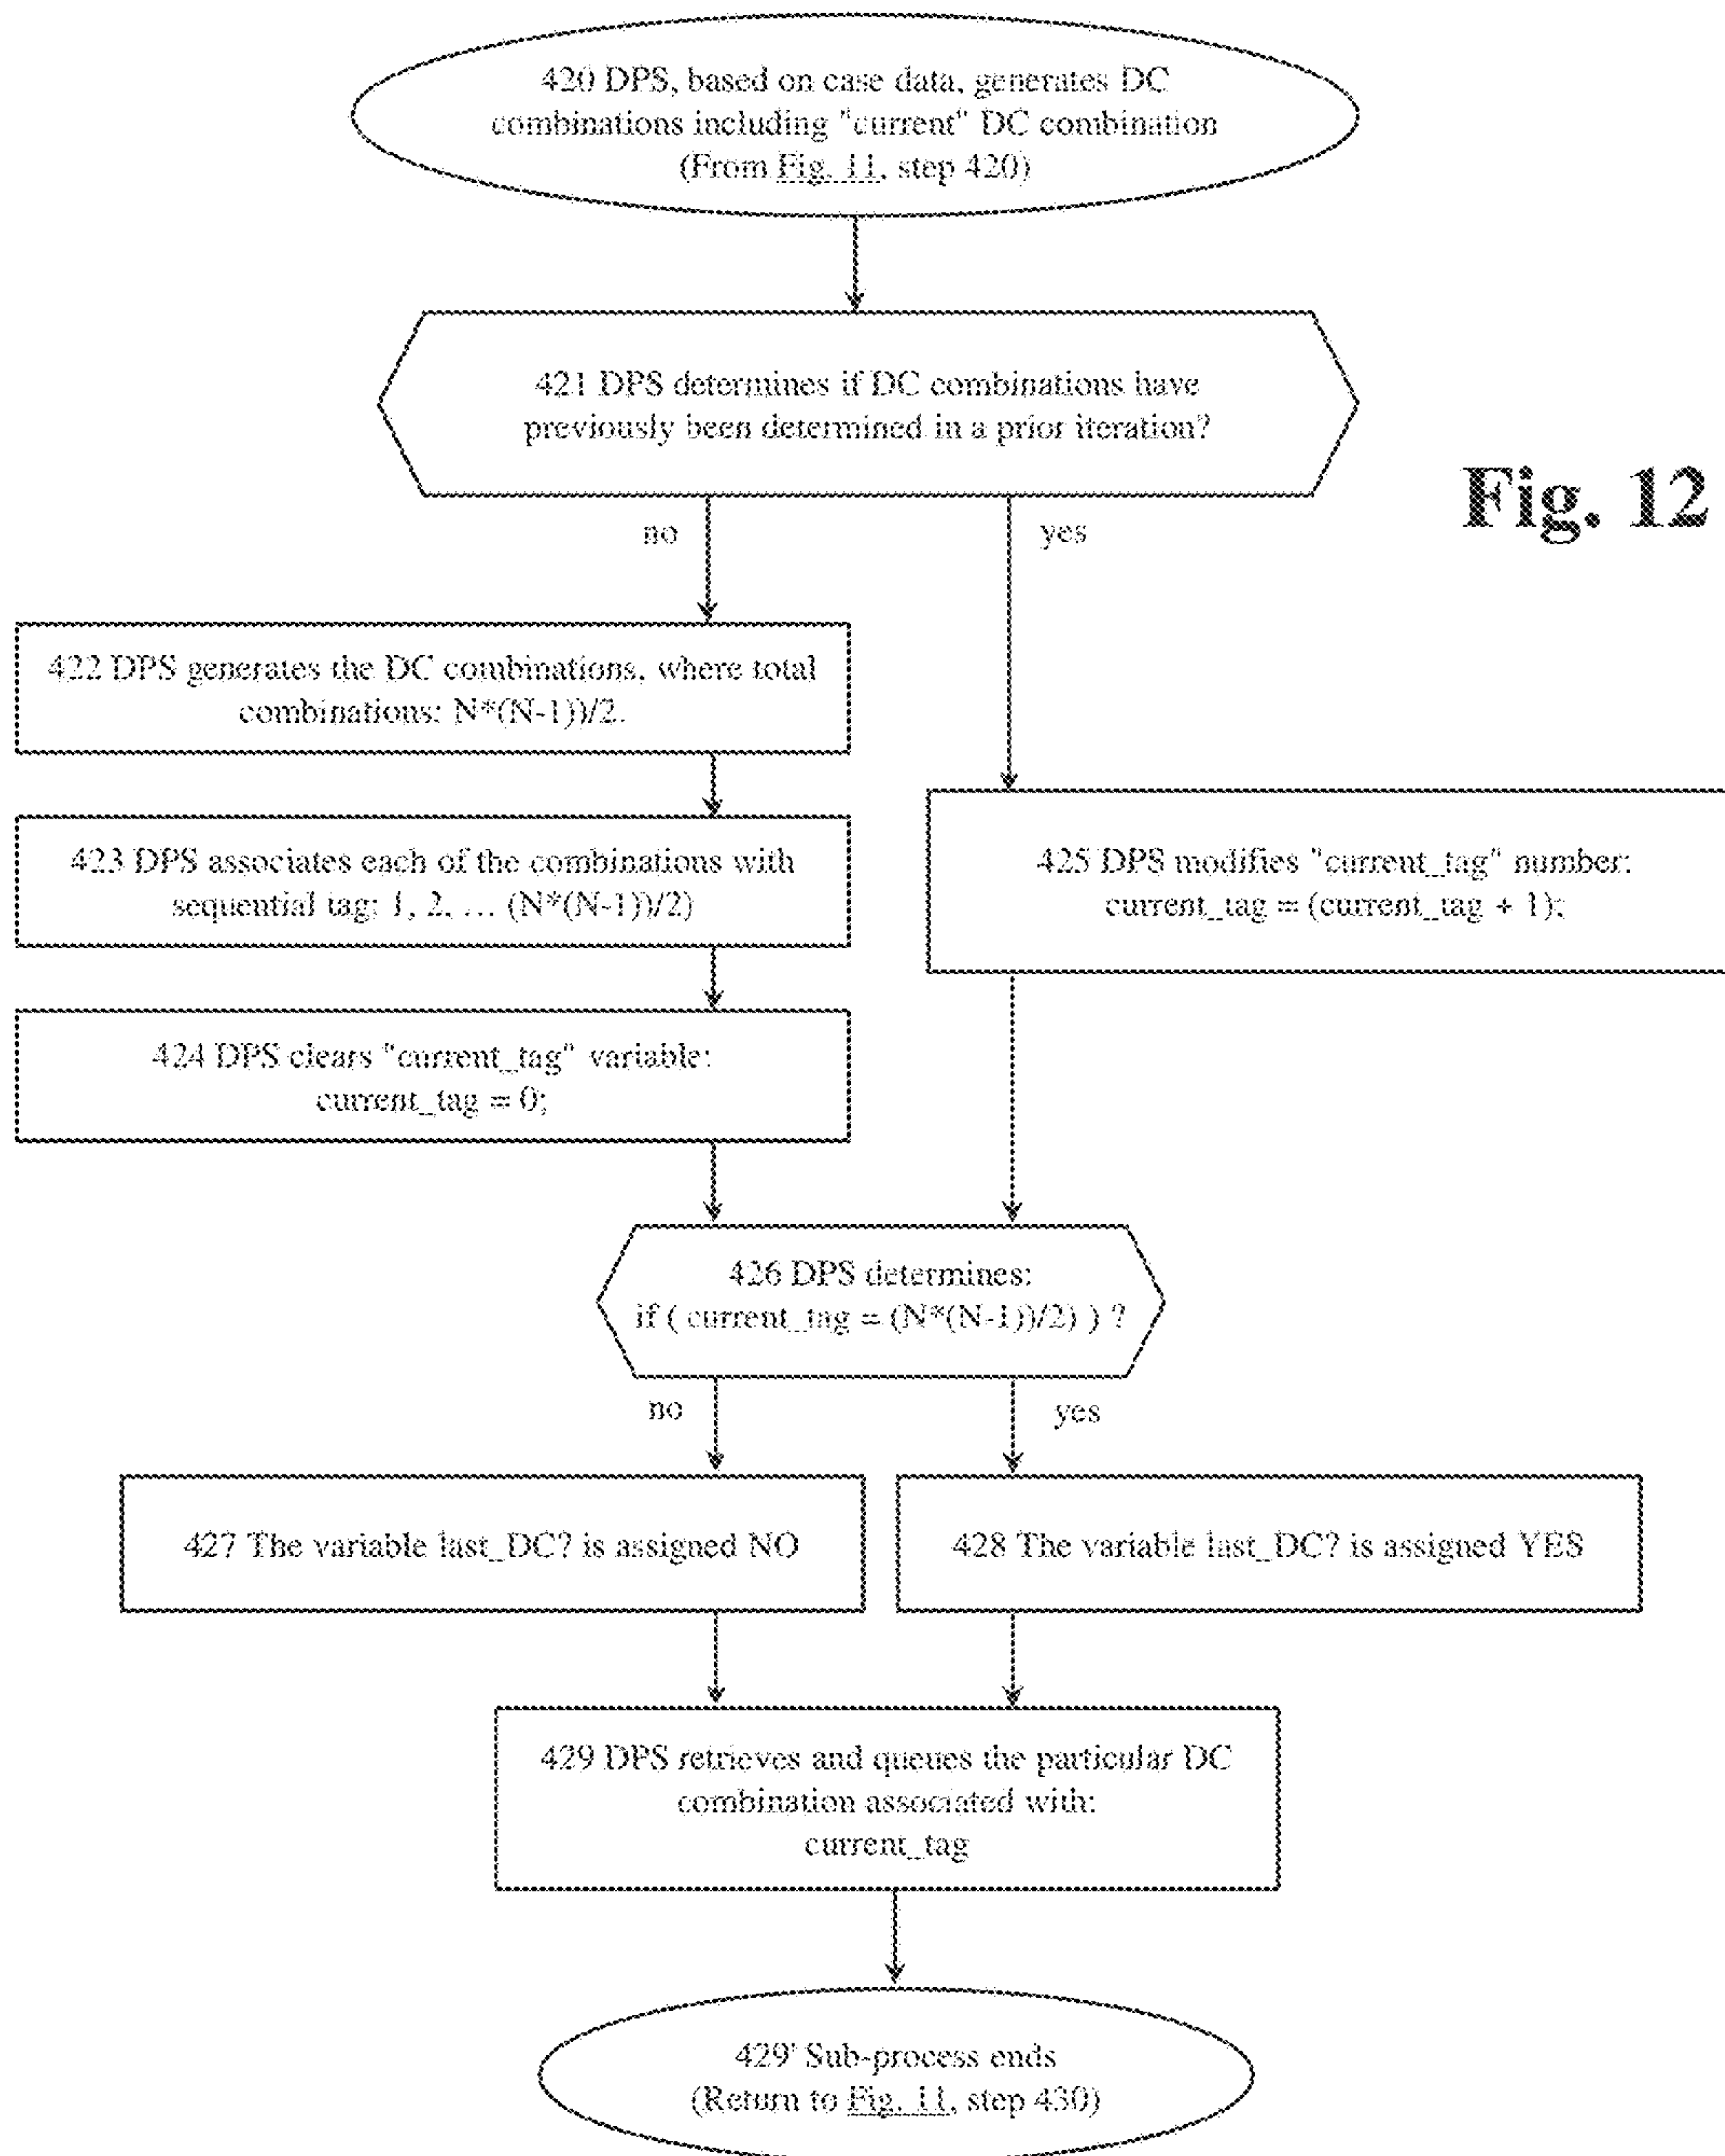 420 DPS, based on case data, generates DC
combinations including "current" DC combination
(From Fig. 11, step 420)
421 DPS determines if DC combinations have
previously been determined in a prior iteration?
Fig. 12
no
yes
422 DPS generates the DC combinations, where total
combinations: N*(N-1))/2.
423 DPS associates each of the combinations with
sequential tag: 1, 2, … (N*(N-1))/2)
424 DPS clears "current_tag" variable:
current_tag = 0;
425 DPS modifies "current_tag" number:
current_tag = (current_tag + 1);
426 DPS determines:
if ( current_tag = (N*(N-1))/2) ) ?
no
yes
427 The variable last_DC? is assigned NO
428 The variable last_DC? is assigned YES
429 DPS retrieves and queues the particular DC
combination associated with:
current_tag
429' Sub-process ends
(Return to Fig. 11, step 430)